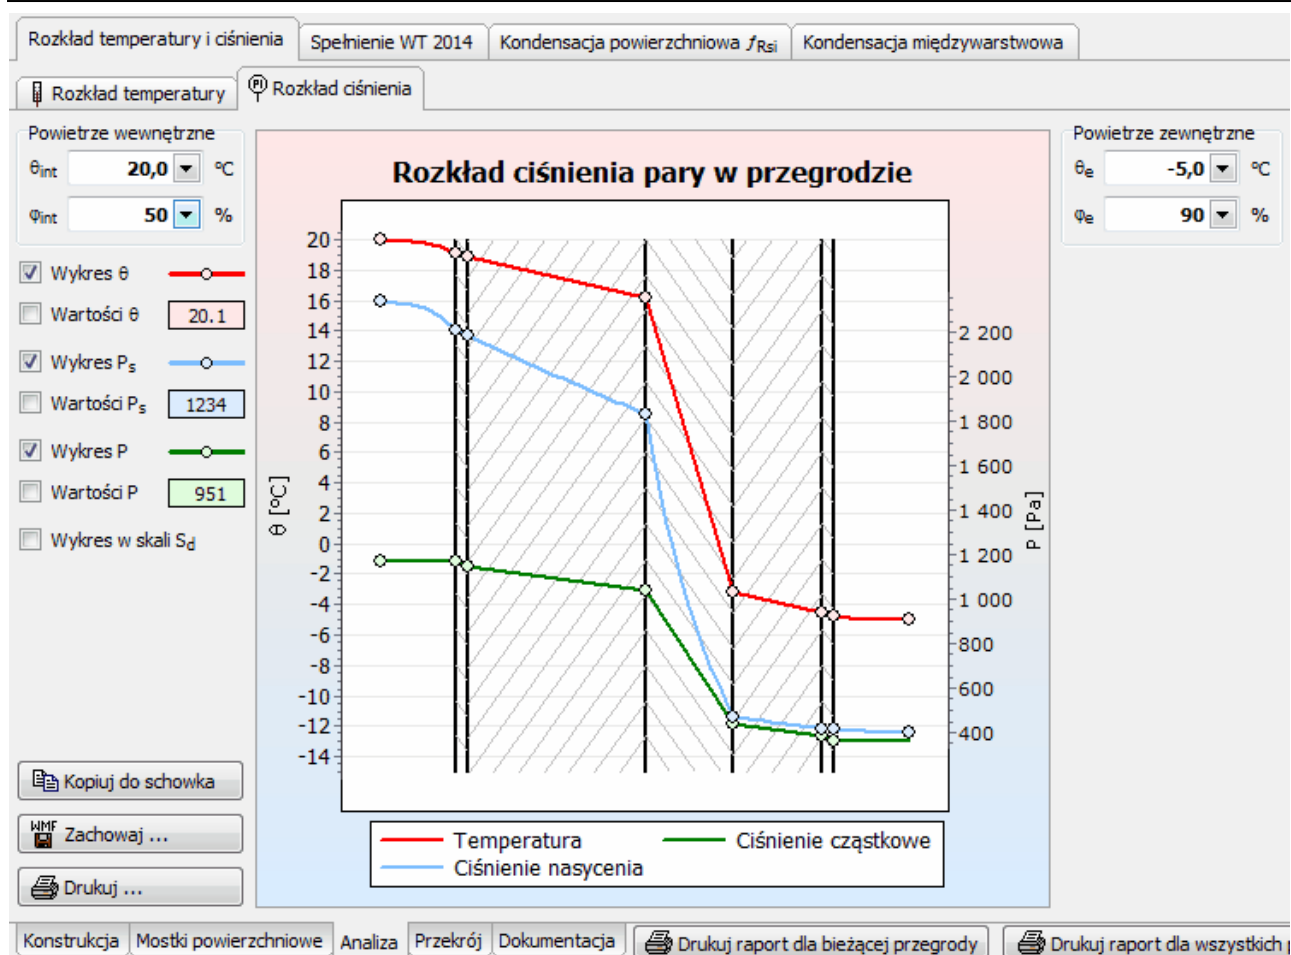 Rozkład temperatury i ciśnienia
Spełnienie WT 2014
Kondensacja powierzchniowa fRsi
Kondensacja międzywarstwowa
Rozkład temperatury
Rozkład ciśnienia
Powietrze wewnętrzne
θint 20,0 ºC
φint 50 %
Wykres θ
Wartości θ 20.1
Wykres Ps
Wartości Ps 1234
Wykres P
Wartości P 951
Wykres w skali Sd
Kopiuj do schowka
WMF Zachowaj ...
Drukuj ...
Rozkład ciśnienia pary w przegrodzie
20
18
16
14
12
10
8
6
4
2
0
-2
-4
-6
-8
-10
-12
-14
θ [ºC]
2 200
2 000
1 800
1 600
1 400
1 200
1 000
800
600
400
P [Pa]
Temperatura
Ciśnienie cząstkowe
Ciśnienie nasycenia
Powietrze zewnętrzne
θe -5,0 ºC
φe 90 %
Konstrukcja
Mostki powierzchniowe
Analiza
Przekrój
Dokumentacja
Drukuj raport dla bieżącej przegrody
Drukuj raport dla wszystkich